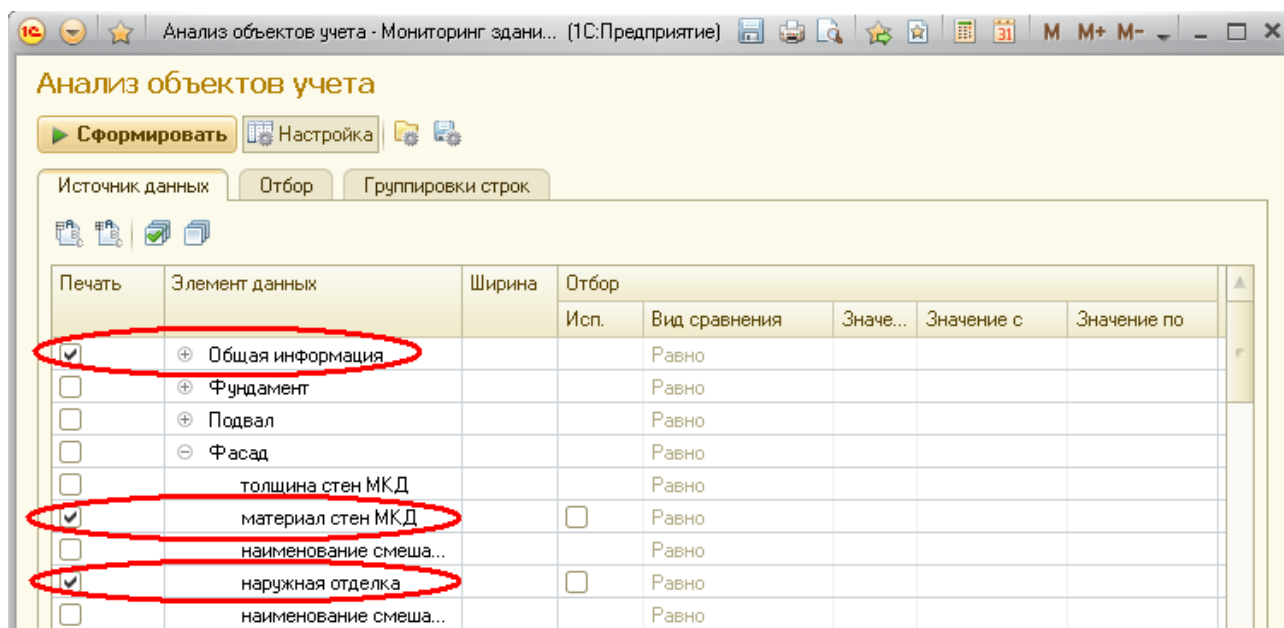 1С Анализ объектов учета - Мониторинг здани... (1С:Предприятие) 31 M M+ M-
Анализ объектов учета
Сформировать Настройка
Источник данных Отбор Группировки строк
Печать Элемент данных Ширина Отбор
Исп. Вид сравнения Значе... Значение с Значение по
Общая информация Равно
Фундамент Равно
Подвал Равно
Фасад Равно
толщина стен МКД Равно
материал стен МКД Равно
наименование смеша... Равно
наружная отделка Равно
наименование смеша... Равно